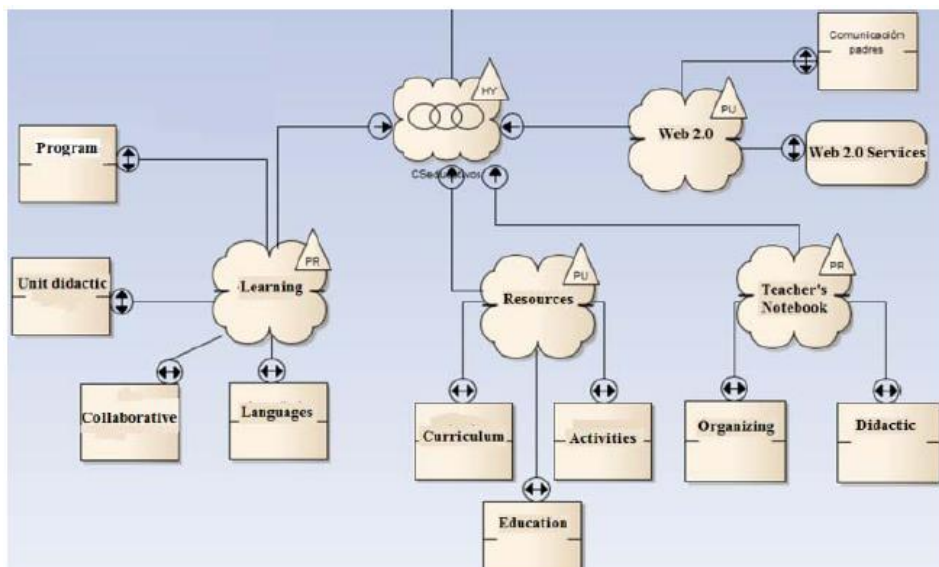 Comunicación
padres
HY
PU
Web 2.0
Web 2.0 Services
Program
PR
Learning
Unit didactic
Collaborative
Languages
PU
Resources
Curriculum
Activities
Education
PR
Teacher's
Notebook
Organizing
Didactic